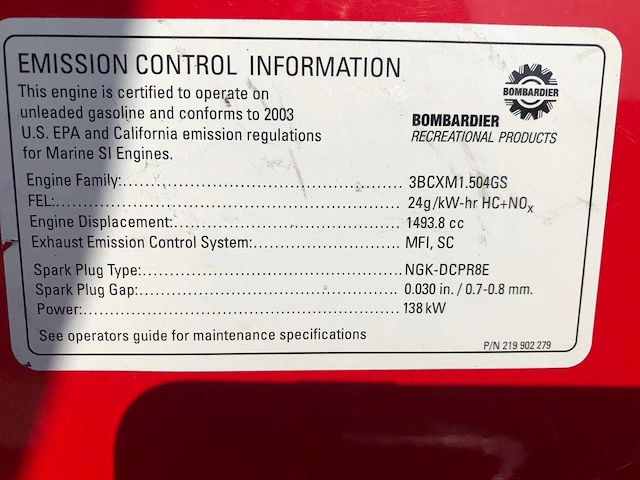 EMISSION CONTROL INFORMATION
This engine is certified to operate on
unleaded gasoline and conforms to 2003
U.S. EPA and California emission regulations
for Marine SI Engines.
BOMBARDIER
BOMBARDIER
RECREATIONAL PRODUCTS
Engine Family:................3BCXM1.504GS
FEL:................24g/kW-hr HC+NOx
Engine Displacement:................1493.8 cc
Exhaust Emission Control System:................MFI, SC
Spark Plug Type:................NGK-DCPR8E
Spark Plug Gap:................0.030 in. / 0.7-0.8 mm.
Power:................138 kW
See operators guide for maintenance specifications
P/N 219 902 279